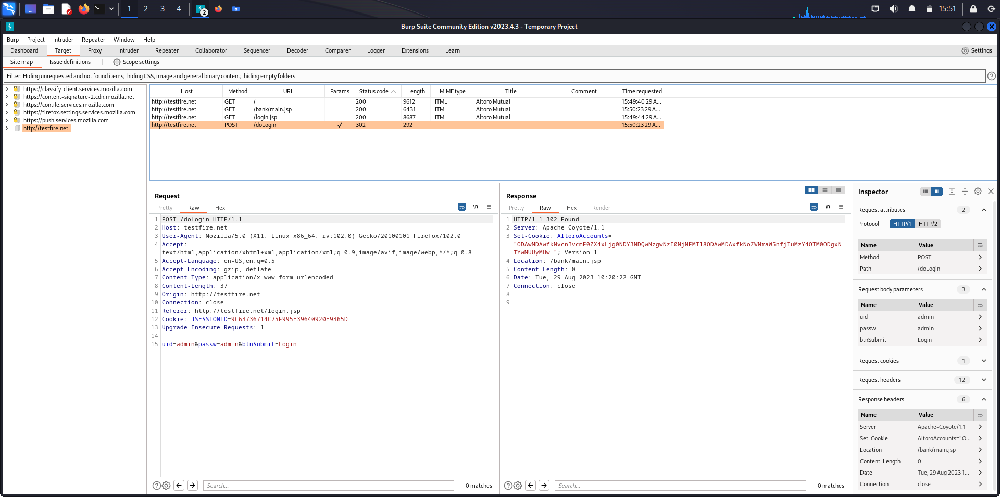 1 2 3 4 2 15:51
Burp Suite Community Edition v2023.4.3 - Temporary Project
Burp Project Intruder Repeater Window Help
Dashboard Target Proxy Intruder Repeater Collaborator Sequencer Decoder Comparer Logger Extensions Learn Settings
Site map Issue definitions Scope settings
Filter: Hiding unrequested and not found items; hiding CSS, image and general binary content; hiding empty folders
https://classify-client.services.mozilla.com
https://content-signature-2.cdn.mozilla.net
https://contile.services.mozilla.com
https://firefox.settings.services.mozilla.com
https://push.services.mozilla.com
http://testfire.net
Host Method URL Params Status code Length MIME type Title Comment Time requested
http://testfire.net GET / 200 9612 HTML Altoro Mutual 15:49:40 29 A...
http://testfire.net GET /bank/main.jsp 200 6431 HTML Altoro Mutual 15:50:23 29 A...
http://testfire.net GET /login.jsp 200 8687 HTML Altoro Mutual 15:49:44 29 A...
http://testfire.net POST /doLogin ✓ 302 292 15:50:23 29 A...
Request
Pretty Raw Hex \n
1 POST /doLogin HTTP/1.1
2 Host: testfire.net
3 User-Agent: Mozilla/5.0 (X11; Linux x86_64; rv:102.0) Gecko/20100101 Firefox/102.0
4 Accept:
text/html,application/xhtml+xml,application/xml;q=0.9,image/avif,image/webp,*/*;q=0.8
5 Accept-Language: en-US,en;q=0.5
6 Accept-Encoding: gzip, deflate
7 Content-Type: application/x-www-form-urlencoded
8 Content-Length: 37
9 Origin: http://testfire.net
10 Connection: close
11 Referer: http://testfire.net/login.jsp
12 Cookie: JSESSIONID=9C63736714C75F995E39640920E9365D
13 Upgrade-Insecure-Requests: 1
14
15 uid=admin&passw=admin&btnSubmit=Login
Search... 0 matches
Response
Pretty Raw Hex Render \n
1 HTTP/1.1 302 Found
2 Server: Apache-Coyote/1.1
3 Set-Cookie: AltoroAccounts=
"ODAwMDAwfkNvcnBvcmF0ZX4xLjg0NDY3NDQwNzgwNzI0NjNFMTl8ODAwMDAxfkNoZWNraW5nfjIuMzY4OTM0ODgxN
TYwMUUyMHw="; Version=1
4 Location: /bank/main.jsp
5 Content-Length: 0
6 Date: Tue, 29 Aug 2023 10:20:22 GMT
7 Connection: close
8
9
Search... 0 matches
Inspector
Request attributes 2
Protocol HTTP/1 HTTP/2
Name Value
Method POST
Path /doLogin
Request body parameters 3
Name Value
uid admin
passw admin
btnSubmit Login
Request cookies 1
Request headers 12
Response headers 6
Name Value
Server Apache-Coyote/1.1
Set-Cookie AltoroAccounts="O...
Location /bank/main.jsp
Content-Length 0
Date Tue, 29 Aug 2023 1...
Connection close